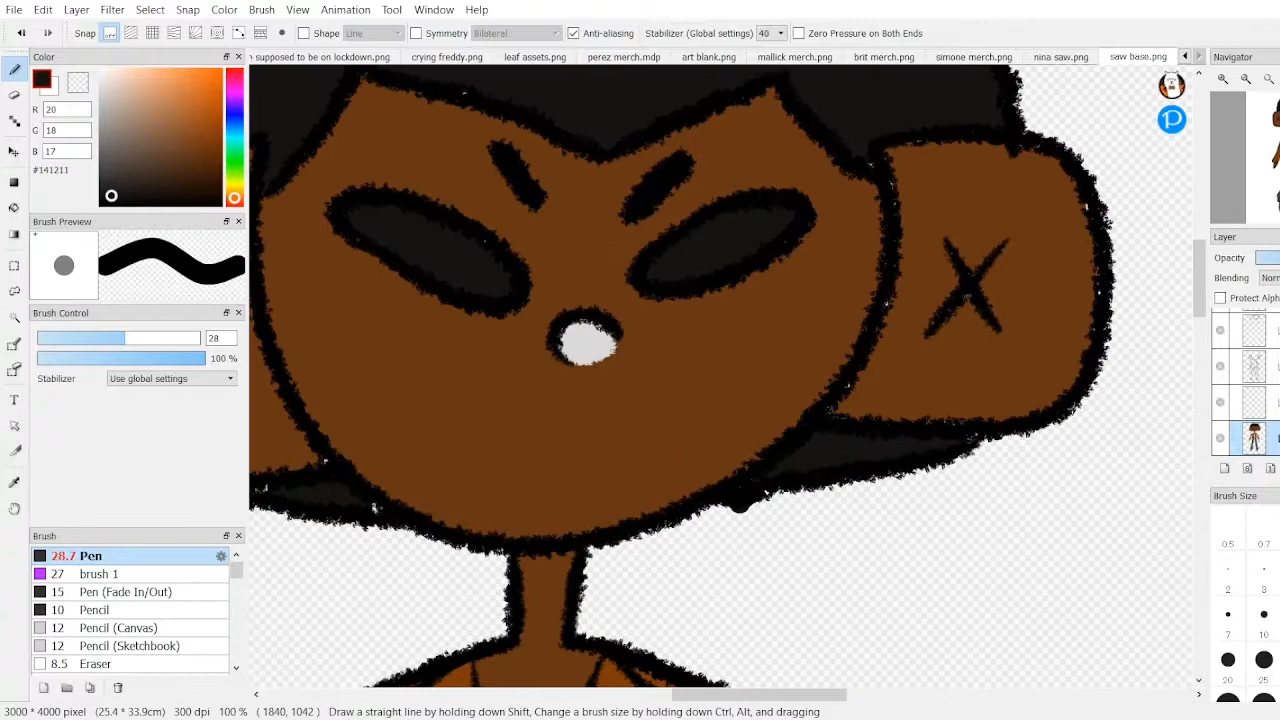 File Edit Layer Filter Select Snap Color Brush View Animation Tool Window Help
Snap Shape Line Symmetry Bilateral Anti-aliasing Stabilizer (Global settings) 40 Zero Pressure on Both Ends
Color
supposed to be on lockdown.png crying freddy.png leaf assets.png perez merch.mdp art blank.png mallick merch.png brit merch.png simone merch.png nina saw.png saw base.png
Navigator
R 20
G 18
B 17
#141211
Brush Preview
Brush Control
28
100 %
Stabilizer Use global settings
Layer
Opacity
Blending
Protect Alph
Brush Size
0.5 0.7
2 3
7 10
20 25
Brush
28.7 Pen
27 brush 1
15 Pen (Fade In/Out)
10 Pencil
12 Pencil (Canvas)
12 Pencil (Sketchbook)
8.5 Eraser
3000 * 4000 pixel (25.4 * 33.9cm) 300 dpi 100 % ( 1840, 1042 ) Draw a straight line by holding down Shift, Change a brush size by holding down Ctrl, Alt, and dragging